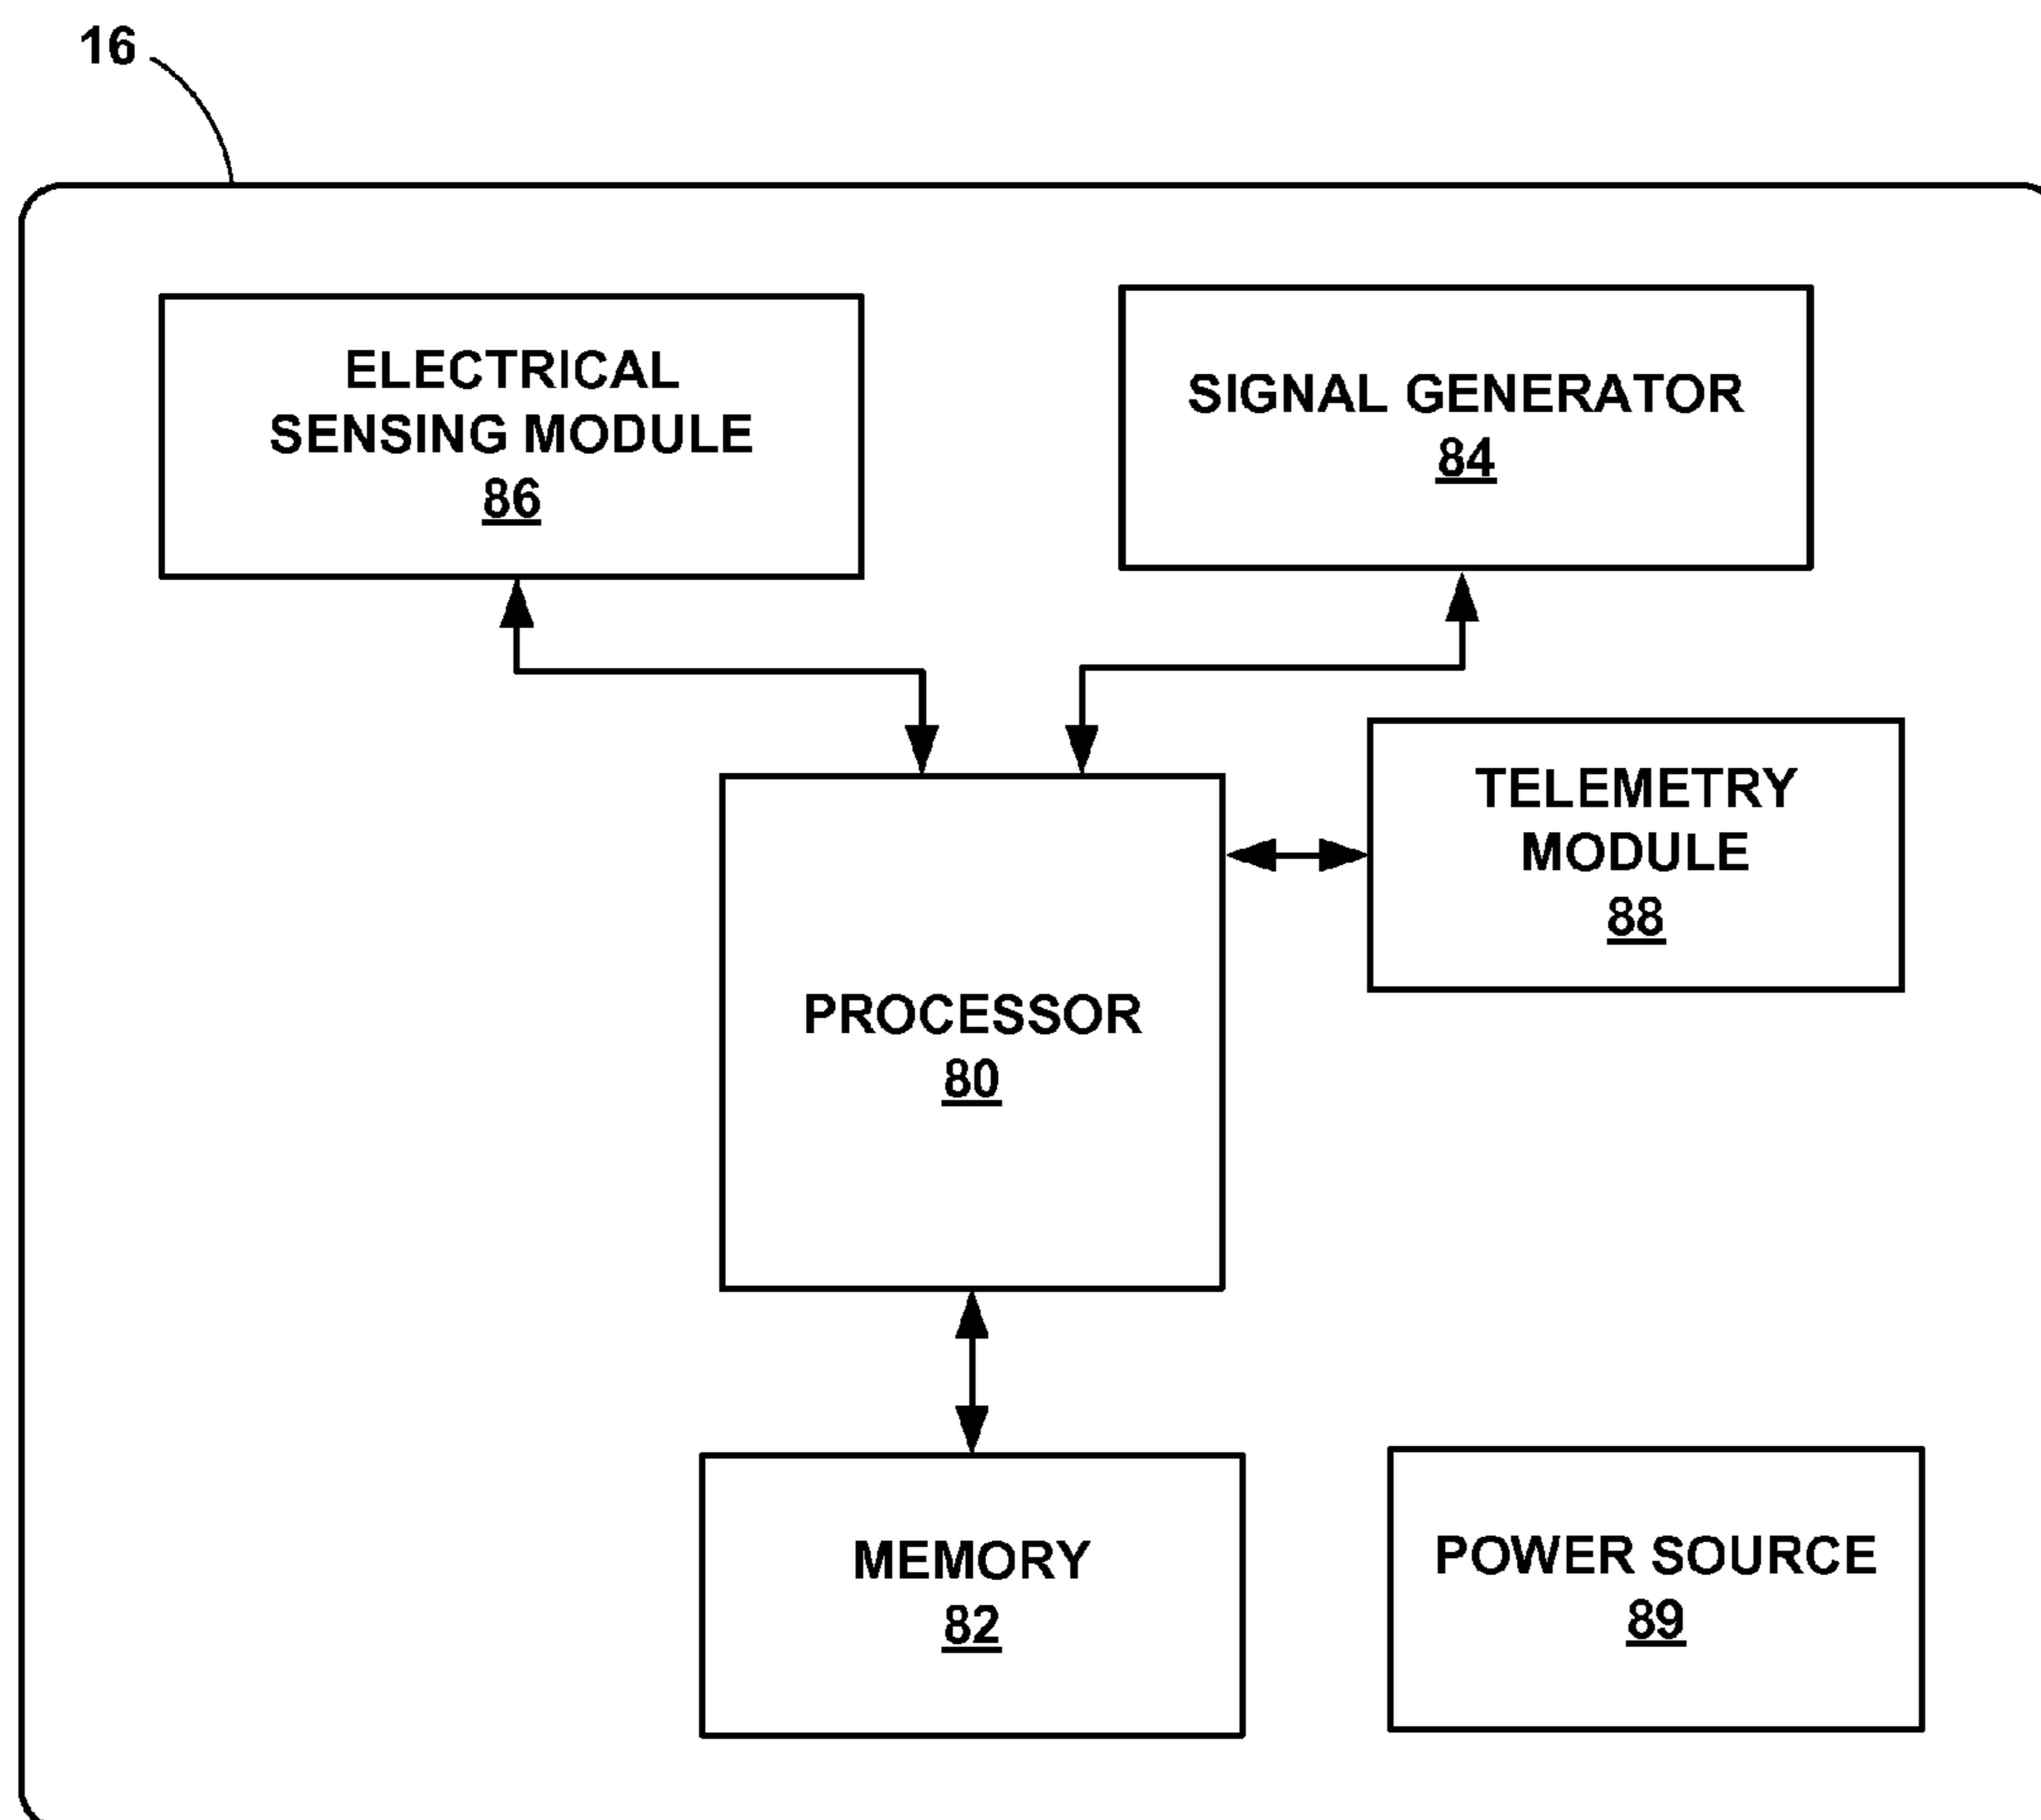 16
ELECTRICAL
SENSING MODULE
86
SIGNAL GENERATOR
84
TELEMETRY
MODULE
88
PROCESSOR
80
MEMORY
82
POWER SOURCE
89